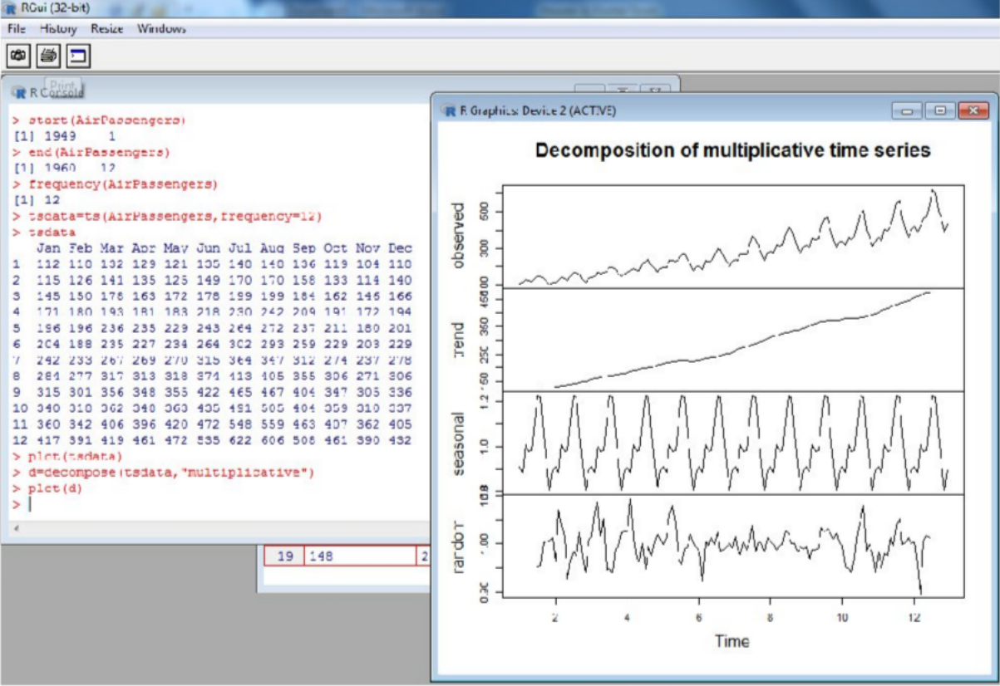 RGui (32-bit)
File History Resize Windows
Print
R Console
> start(AirPassengers)
[1] 1949 1
> end(AirPassengers)
[1] 1960 12
> frequency(AirPassengers)
[1] 12
> tsdata=ts(AirPassengers,frequency=12)
> tsdata
Jan Feb Mar Apr May Jun Jul Aug Sep Oct Nov Dec
1 112 118 132 129 121 135 148 148 136 119 104 118
2 115 126 141 135 125 149 170 170 158 133 114 140
3 145 150 178 163 172 178 199 199 184 162 146 166
4 171 180 193 181 183 218 230 242 209 191 172 194
5 196 196 236 235 229 243 264 272 237 211 180 201
6 204 188 235 227 234 264 302 293 259 229 203 229
7 242 233 267 269 270 315 364 347 312 274 237 278
8 284 277 317 313 318 374 413 405 355 306 271 306
9 315 301 356 348 355 422 465 467 404 347 305 336
10 340 318 362 348 363 435 491 505 404 359 310 337
11 360 342 406 396 420 472 548 559 463 407 362 405
12 417 391 419 461 472 535 622 606 508 461 390 432
> plot(tsdata)
> d=decompose(tsdata,"multiplicative")
> plot(d)
>
19 148 2
R Graphics: Device 2 (ACTIVE)
Decomposition of multiplicative time series
observed
500
300
trend
450
350
250
150
seasonal
1.2
1.0
random
1.00
0.90
2 4 6 8 10 12
Time